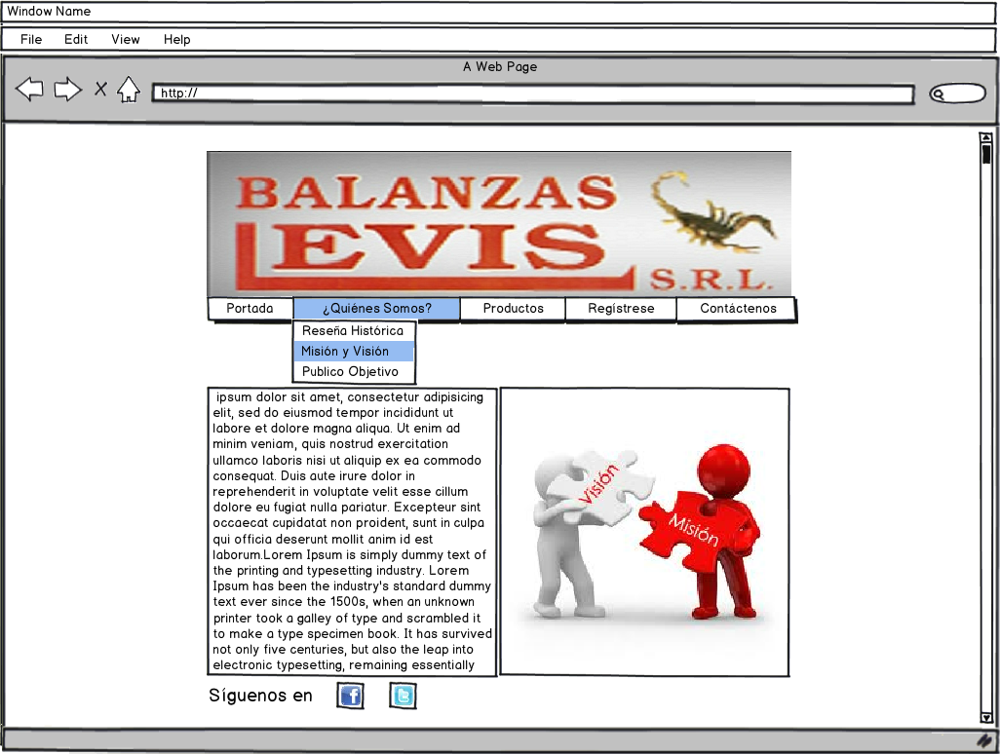 Window Name
File Edit View Help
A Web Page
http://
BALANZAS
LEVIS
S.R.L.
Portada ¿Quiénes Somos? Productos Regístrese Contáctenos
Reseña Histórica
Misión y Visión
Publico Objetivo
ipsum dolor sit amet, consectetur adipisicing
elit, sed do eiusmod tempor incididunt ut
labore et dolore magna aliqua. Ut enim ad
minim veniam, quis nostrud exercitation
ullamco laboris nisi ut aliquip ex ea commodo
consequat. Duis aute irure dolor in
reprehenderit in voluptate velit esse cillum
dolore eu fugiat nulla pariatur. Excepteur sint
occaecat cupidatat non proident, sunt in culpa
qui officia deserunt mollit anim id est
laborum.Lorem Ipsum is simply dummy text of
the printing and typesetting industry. Lorem
Ipsum has been the industry's standard dummy
text ever since the 1500s, when an unknown
printer took a galley of type and scrambled it
to make a type specimen book. It has survived
not only five centuries, but also the leap into
electronic typesetting, remaining essentially
Visión
Misión
Síguenos en